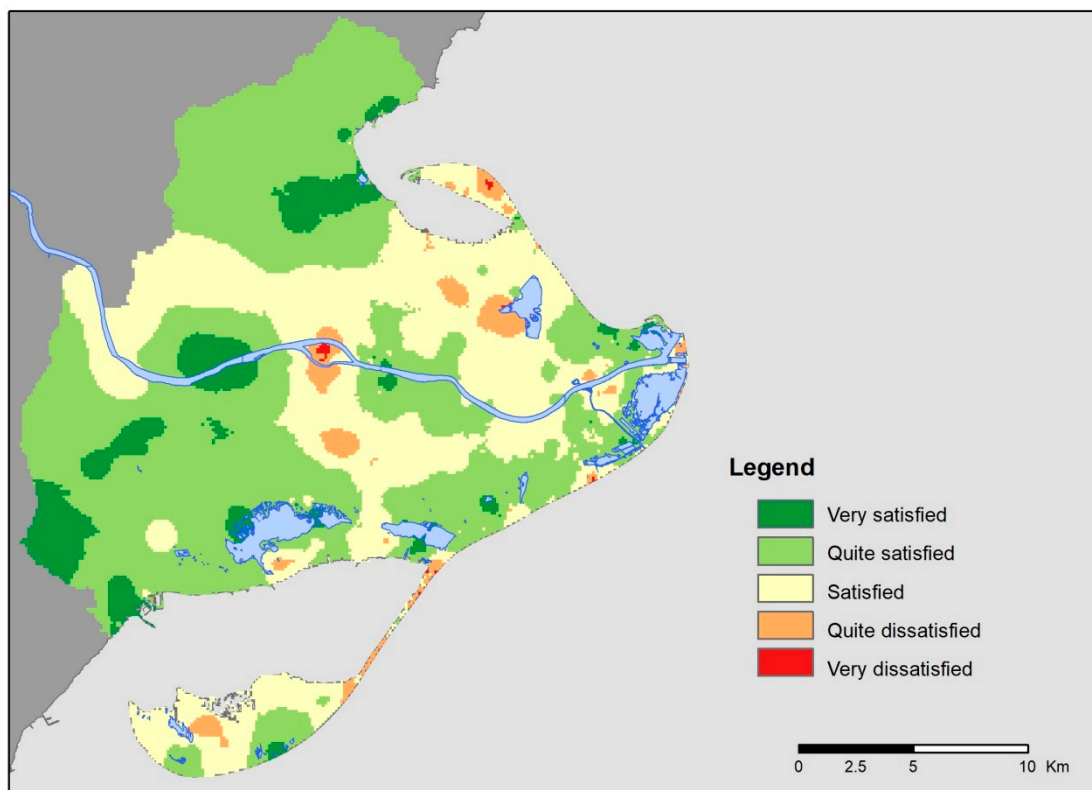 Legend
Very satisfied
Quite satisfied
Satisfied
Quite dissatisfied
Very dissatisfied
0 2.5 5 10 Km